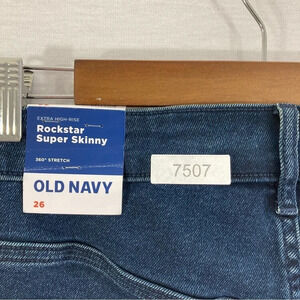 EXTRA HIGH-RISE
Rockstar
Super Skinny
360° STRETCH
OLD NAVY
26
7507